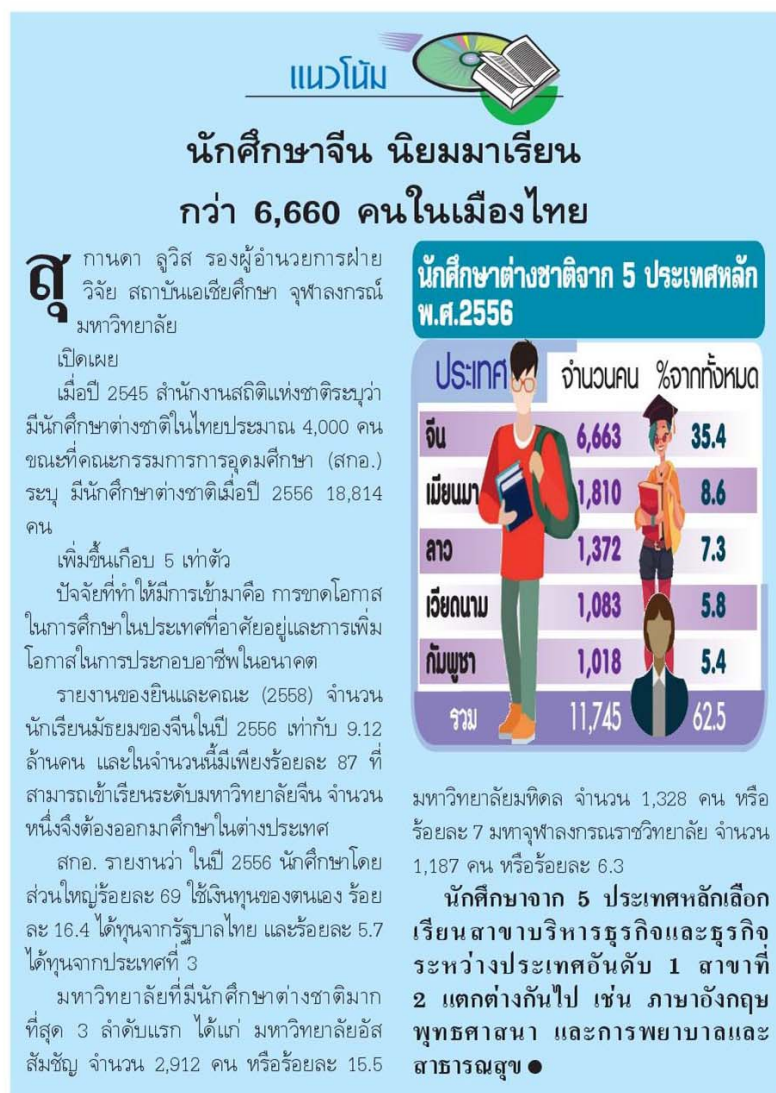 แนวโน้ม
นักศึกษาจีน นิยมมาเรียน
กว่า 6,660 คนในเมืองไทย
สุกานดา ลูวิส รองผู้อำนวยการฝ่าย
วิจัย สถาบันเอเชียศึกษา จุฬาลงกรณ์
มหาวิทยาลัย
เปิดเผย
เมื่อปี 2545 สำนักงานสถิติแห่งชาติระบุว่า
มีนักศึกษาต่างชาติในไทยประมาณ 4,000 คน
ขณะที่คณะกรรมการการอุดมศึกษา (สกอ.)
ระบุ มีนักศึกษาต่างชาติเมื่อปี 2556 18,814
คน
เพิ่มขึ้นเกือบ 5 เท่าตัว
ปัจจัยที่ทำให้มีการเข้ามาคือ การขาดโอกาส
ในการศึกษาในประเทศที่อาศัยอยู่และการเพิ่ม
โอกาสในการประกอบอาชีพในอนาคต
รายงานของยินและคณะ (2558) จำนวน
นักเรียนมัธยมของจีนในปี 2556 เท่ากับ 9.12
ล้านคน และในจำนวนนี้มีเพียงร้อยละ 87 ที่
สามารถเข้าเรียนระดับมหาวิทยาลัยจีน จำนวน
หนึ่งจึงต้องออกมาศึกษาในต่างประเทศ
สกอ. รายงานว่า ในปี 2556 นักศึกษาโดย
ส่วนใหญ่ร้อยละ 69 ใช้เงินทุนของตนเอง ร้อย
ละ 16.4 ได้ทุนจากรัฐบาลไทย และร้อยละ 5.7
ได้ทุนจากประเทศที่ 3
มหาวิทยาลัยที่มีนักศึกษาต่างชาติมาก
ที่สุด 3 ลำดับแรก ได้แก่ มหาวิทยาลัยอัส
สัมชัญ จำนวน 2,912 คน หรือร้อยละ 15.5
นักศึกษาต่างชาติจาก 5 ประเทศหลัก
พ.ศ.2556
ประเทศ จำนวนคน %จากทั้งหมด
จีน 6,663 35.4
เมียนมา 1,810 8.6
ลาว 1,372 7.3
เวียดนาม 1,083 5.8
กัมพูชา 1,018 5.4
รวม 11,745 62.5
มหาวิทยาลัยมหิดล จำนวน 1,328 คน หรือ
ร้อยละ 7 มหาจุฬาลงกรณราชวิทยาลัย จำนวน
1,187 คน หรือร้อยละ 6.3
นักศึกษาจาก 5 ประเทศหลักเลือก
เรียนสาขาบริหารธุรกิจและธุรกิจ
ระหว่างประเทศอันดับ 1 สาขาที่
2 แตกต่างกันไป เช่น ภาษาอังกฤษ
พุทธศาสนา และการพยาบาลและ
สาธารณสุข ●